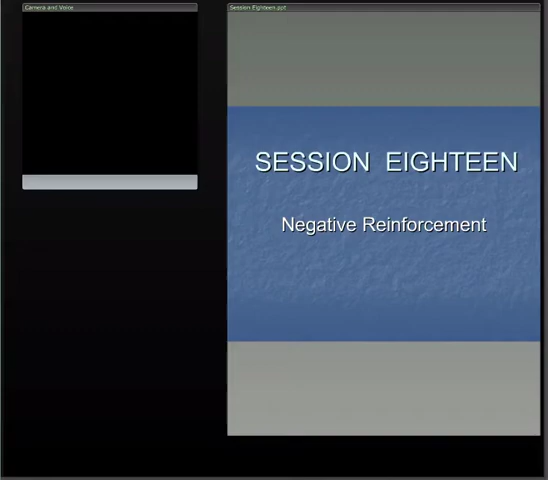 Camera and Voice
Session Eighteen.ppt
SESSION EIGHTEEN
Negative Reinforcement